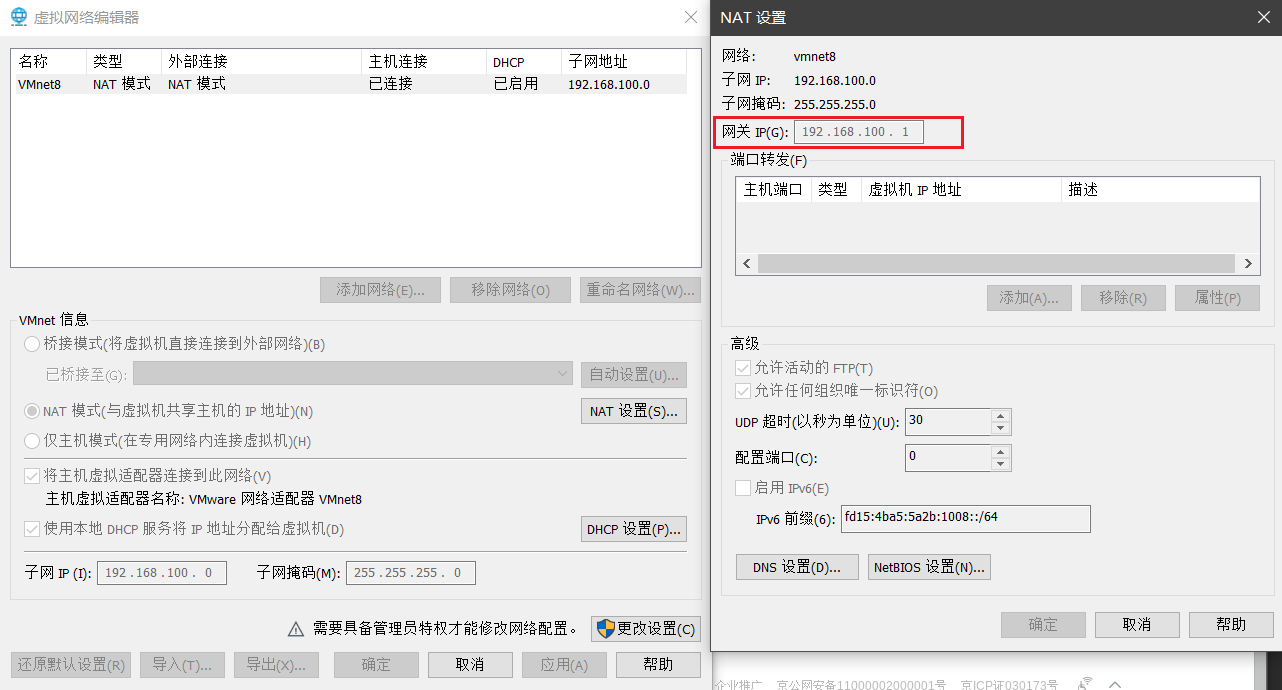 虚拟网络编辑器
名称 类型 外部连接 主机连接 DHCP 子网地址
VMnet8 NAT 模式 NAT 模式 已连接 已启用 192.168.100.0
添加网络(E)... 移除网络(O) 重命名网络(W)...
VMnet 信息
桥接模式(将虚拟机直接连接到外部网络)(B)
已桥接至(G): 自动设置(U)...
NAT 模式(与虚拟机共享主机的 IP 地址)(N) NAT 设置(S)...
仅主机模式(在专用网络内连接虚拟机)(H)
将主机虚拟适配器连接到此网络(V)
主机虚拟适配器名称: VMware 网络适配器 VMnet8
使用本地 DHCP 服务将 IP 地址分配给虚拟机(D) DHCP 设置(P)...
子网 IP (I): 192 . 168 . 100 . 0 子网掩码(M): 255 . 255 . 255 . 0
需要具备管理员特权才能修改网络配置。 更改设置(C)
还原默认设置(R) 导入(T)... 导出(X)... 确定 取消 应用(A) 帮助
NAT 设置
网络: vmnet8
子网 IP: 192.168.100.0
子网掩码: 255.255.255.0
网关 IP(G): 192 . 168 . 100 . 1
端口转发(F)
主机端口 类型 虚拟机 IP 地址 描述
添加(A)... 移除(R) 属性(P)
高级
允许活动的 FTP(T)
允许任何组织唯一标识符(O)
UDP 超时(以秒为单位)(U): 30
配置端口(C): 0
启用 IPv6(E)
IPv6 前缀(6): fd15:4ba5:5a2b:1008::/64
DNS 设置(D)... NetBIOS 设置(N)...
确定 取消 帮助
企业推广 京公网安备11000002000001号 京ICP证030173号